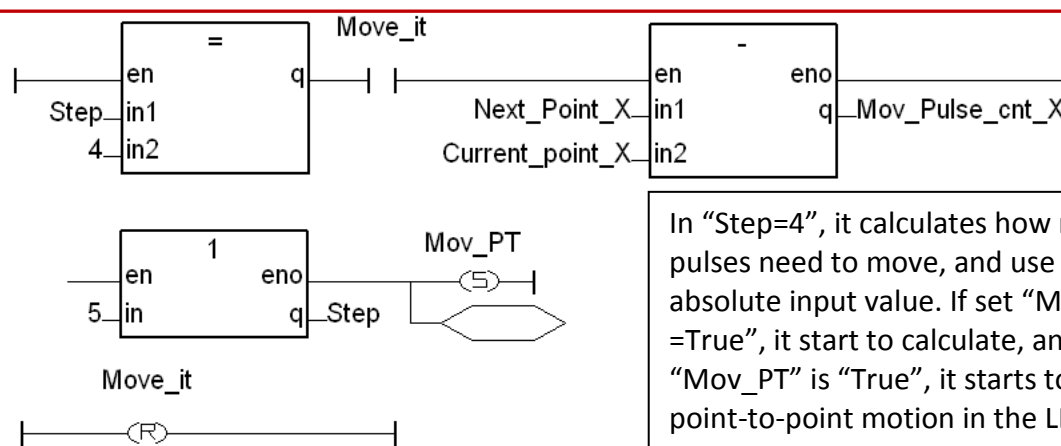 Move_it
=
en q
Step in1
4 in2
-
en eno
Next_Point_X in1 q Mov_Pulse_cnt_X
Current_point_X in2
1
en eno
5 in q Step
Mov_PT
S
Move_it
R
In “Step=4”, it calculates how
pulses need to move, and use
absolute input value. If set
=True”, it start to calculate,
“Mov_PT” is “True”, it starts
point-to-point motion in the